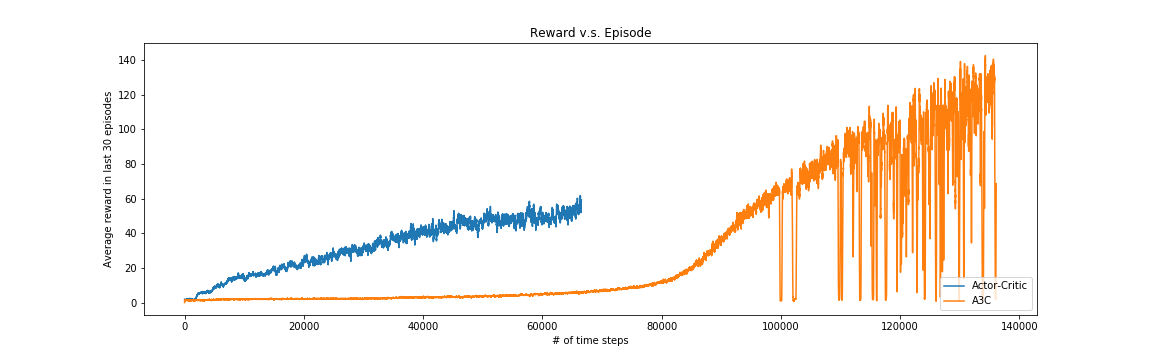 Reward v.s. Episode
Average reward in last 30 episodes
140
120
100
80
60
40
20
0
0 20000 40000 60000 80000 100000 120000 140000
# of time steps
Actor-Critic
A3C